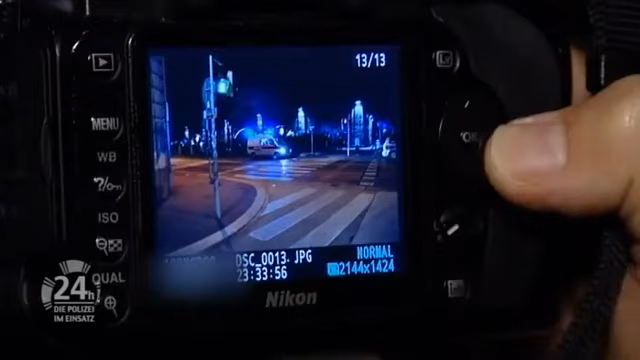 13/13
MENU
WB
ISO
QUAL
DSC_0013.JPG
NORMAL
23:33:56
2144x1424
Nikon
24h
DIE POLIZEI
IM EINSATZ